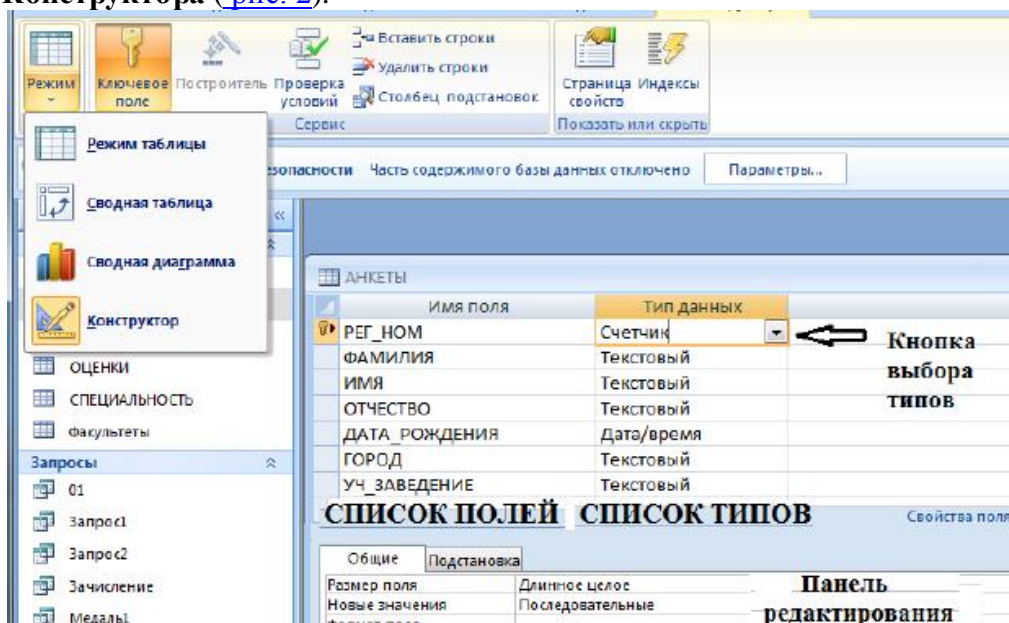 Конструктора (рис. 2).
Вставить строки
Удалить строки
Столбец подстановок
Режим
Ключевое поле
Построитель
Проверка условий
Страница свойств
Индексы
Сервис
Показать или скрыть
Режим таблицы
Сводная таблица
Сводная диаграмма
Конструктор
Часть содержимого базы данных отключено
Параметры...
АНКЕТЫ
Имя поля Тип данных
РЕГ_НОМ Счетчик
ФАМИЛИЯ Текстовый
ИМЯ Текстовый
ОТЧЕСТВО Текстовый
ДАТА_РОЖДЕНИЯ Дата/время
ГОРОД Текстовый
УЧ_ЗАВЕДЕНИЕ Текстовый
Кнопка
выбора
типов
СПИСОК ПОЛЕЙ СПИСОК ТИПОВ
Свойства поля
ОЦЕНКИ
СПЕЦИАЛЬНОСТЬ
Факультеты
Запросы
01
Запрос1
Запрос2
Зачисление
Медаль1
Общие Подстановка
Размер поля Длинное целое
Новые значения Последовательные
Панель
редактирования